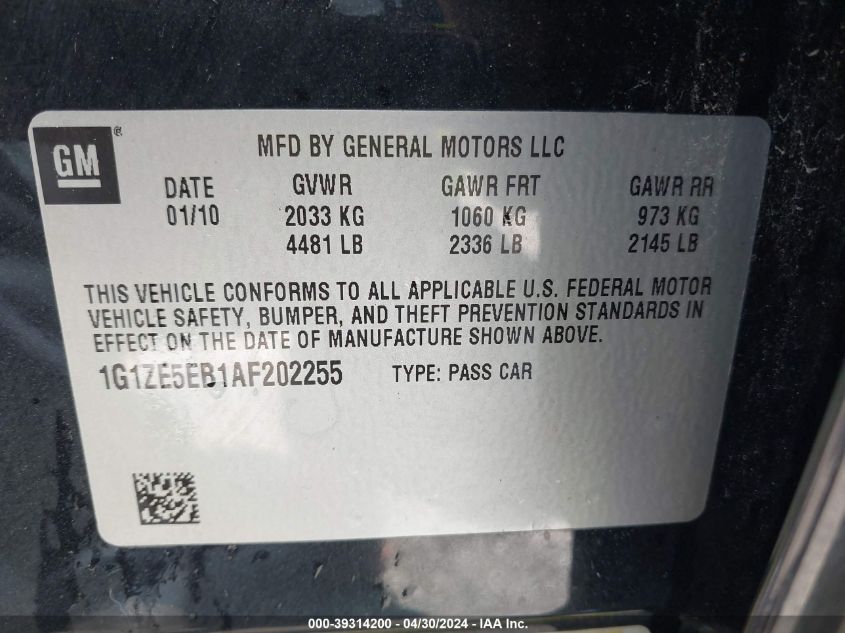 GM®
MFD BY GENERAL MOTORS LLC
DATE GVWR GAWR FRT GAWR RR
01/10 2033 KG 1060 KG 973 KG
4481 LB 2336 LB 2145 LB
THIS VEHICLE CONFORMS TO ALL APPLICABLE U.S. FEDERAL MOTOR
VEHICLE SAFETY, BUMPER, AND THEFT PREVENTION STANDARDS IN
EFFECT ON THE DATE OF MANUFACTURE SHOWN ABOVE.
1G1ZE5EB1AF202255 TYPE: PASS CAR
000-39314200 - 04/30/2024 - IAA Inc.